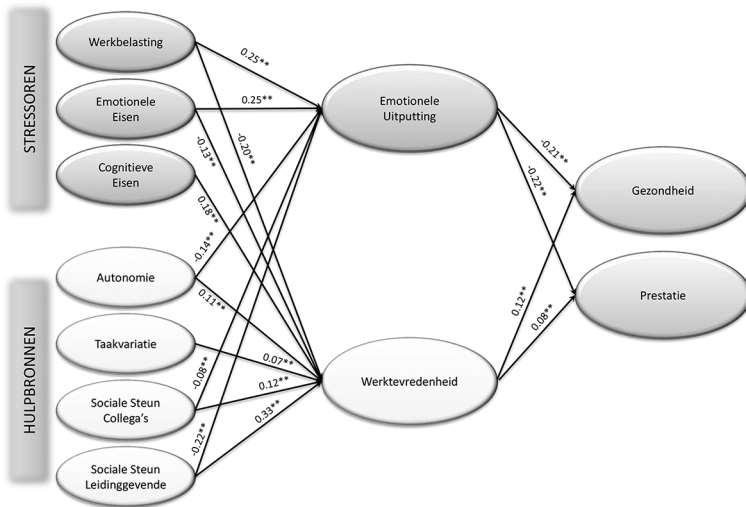 STRESSOREN
Werkbelasting
Emotionele
Eisen
Cognitieve
Eisen
HULPBRONNEN
Autonomie
Taakvariatie
Sociale Steun
Collega's
Sociale Steun
Leidinggevende
0.25**
0.25**
-0.20**
-0.13**
0.18**
-0.14**
0.11**
0.07**
-0.08**
0.12**
0.33**
-0.22**
Emotionele
Uitputting
Werktevredenheid
-0.21**
-0.22**
0.12**
0.08**
Gezondheid
Prestatie